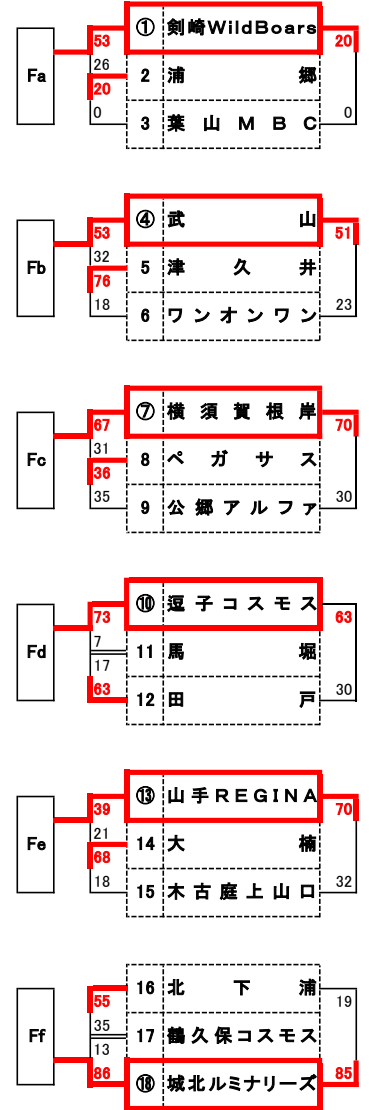 ① 剣崎WildBoars
53 20
Fa
26
2 浦郷
20
0 0
3 葉山MBC
④ 武山
53 51
Fb
32
5 津久井
76
18 23
6 ワンオンワン
⑦ 横須賀根岸
67 70
Fc
31
8 ペガサス
36
35 30
9 公郷アルファ
⑩ 逗子コスモス
73 63
Fd
7
11 馬堀
17
63 30
12 田戸
⑬ 山手REGINA
39 70
Fe
21
14 大楠
68
18 32
15 木古庭上山口
16 北下浦
55 19
Ff
35
17 鶴久保コスモス
13
86 85
⑱ 城北ルミナリーズ